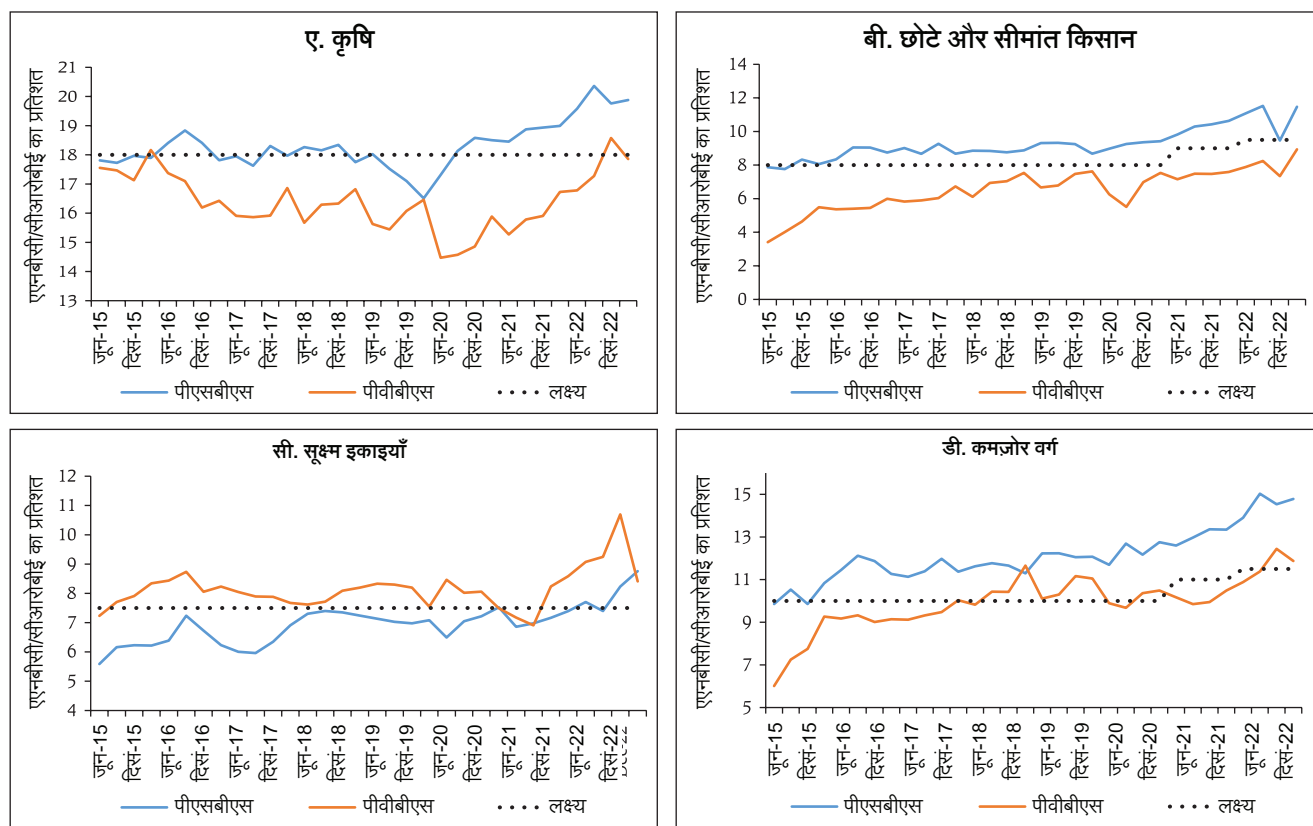 ए. कृषि
एएनबीसी/सीआरोबीई का प्रतिशत
21
20
19
18
17
16
15
14
13
जून-15
दिसं-15
जून-16
दिसं-16
जून-17
दिसं-17
जून-18
दिसं-18
जून-19
दिसं-19
जून-20
दिसं-20
जून-21
दिसं-21
जून-22
दिसं-22
पीएसबीएस
पीवीबीएस
लक्ष्य
बी. छोटे और सीमांत किसान
एएनबीसी/सीआरोबीई का प्रतिशत
14
12
10
8
6
4
2
0
जून-15
दिसं-15
जून-16
दिसं-16
जून-17
दिसं-17
जून-18
दिसं-18
जून-19
दिसं-19
जून-20
दिसं-20
जून-21
दिसं-21
जून-22
दिसं-22
पीएसबीएस
पीवीबीएस
लक्ष्य
सी. सूक्ष्म इकाइयाँ
एएनबीसी/सीआरोबीई का प्रतिशत
12
11
10
9
8
7
6
5
4
जून-15
दिसं-15
जून-16
दिसं-16
जून-17
दिसं-17
जून-18
दिसं-18
जून-19
दिसं-19
जून-20
दिसं-20
जून-21
दिसं-21
जून-22
दिसं-22
पीएसबीएस
पीवीबीएस
लक्ष्य
डी. कमज़ोर वर्ग
एएनबीसी/सीआरोबीई का प्रतिशत
15
13
11
9
7
5
जून-15
दिसं-15
जून-16
दिसं-16
जून-17
दिसं-17
जून-18
दिसं-18
जून-19
दिसं-19
जून-20
दिसं-20
जून-21
दिसं-21
जून-22
दिसं-22
पीएसबीएस
पीवीबीएस
लक्ष्य